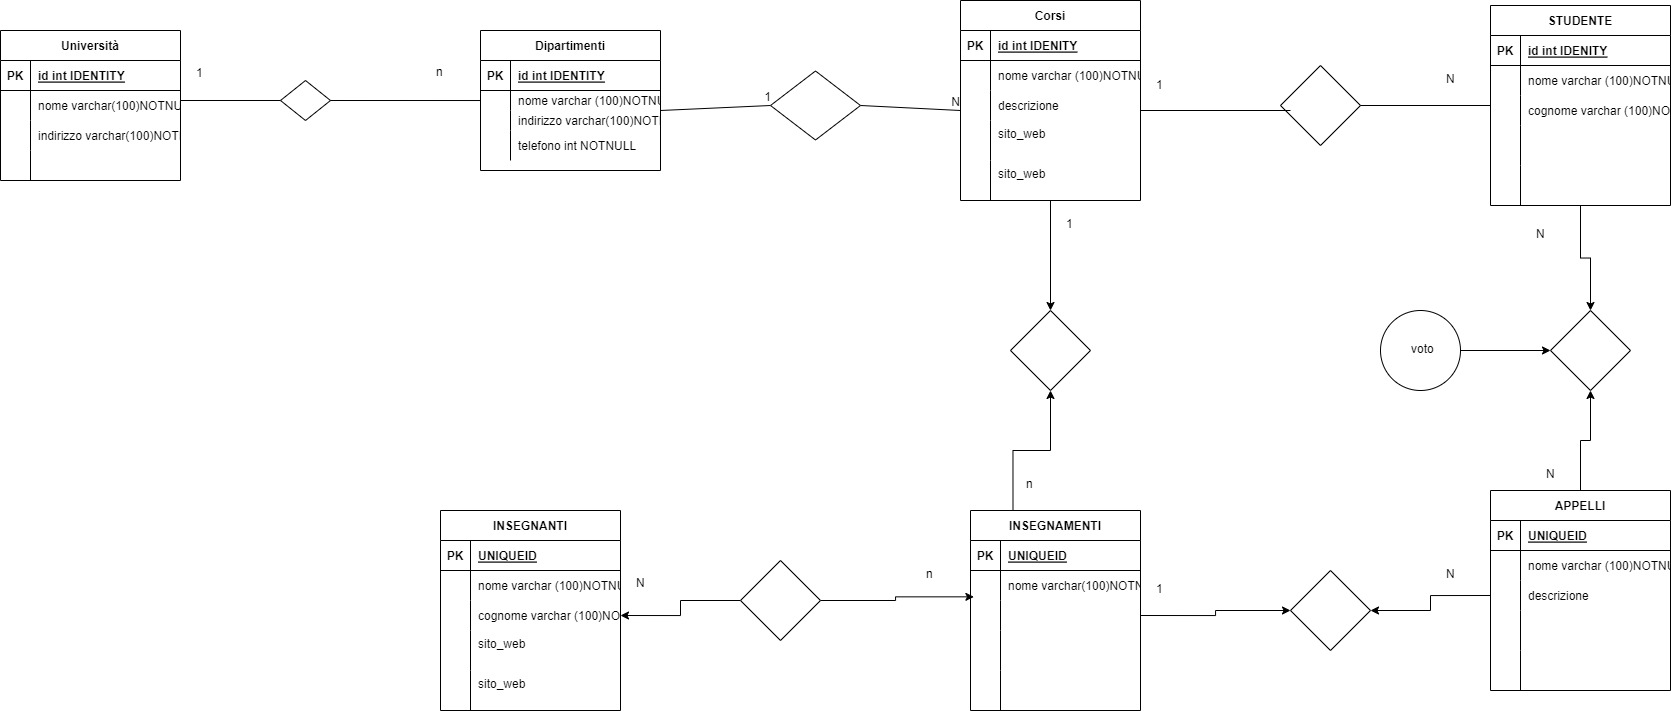 Università
PK id int IDENTITY
nome varchar(100)NOTNU
indirizzo varchar(100)NOT
1
n
Dipartimenti
PK id int IDENTITY
nome varchar (100)NOTNU
indirizzo varchar(100)NOT
telefono int NOTNULL
1
N
Corsi
PK id int IDENITY
nome varchar (100)NOTNU
descrizione
sito_web
sito_web
1
N
STUDENTE
PK id int IDENITY
nome varchar (100)NOTNU
cognome varchar (100)NO
1
N
voto
n
N
INSEGNANTI
PK UNIQUEID
nome varchar (100)NOTNU
cognome varchar (100)NO
sito_web
sito_web
N
n
INSEGNAMENTI
PK UNIQUEID
nome varchar(100)NOTN
1
N
APPELLI
PK UNIQUEID
nome varchar (100)NOTNU
descrizione